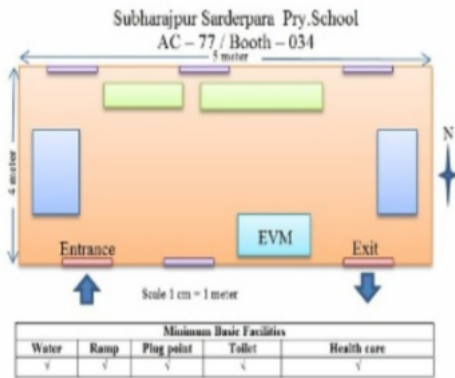 Subharajpur Sarderpara Pry.School
AC – 77 / Booth – 034
5 meter
4 meter
N
EVM
Entrance
Exit
Scale 1 cm = 1 meter
Minimum Basic Facilities
Water Ramp Plug point Toilet Health care
√ √ √ √ √